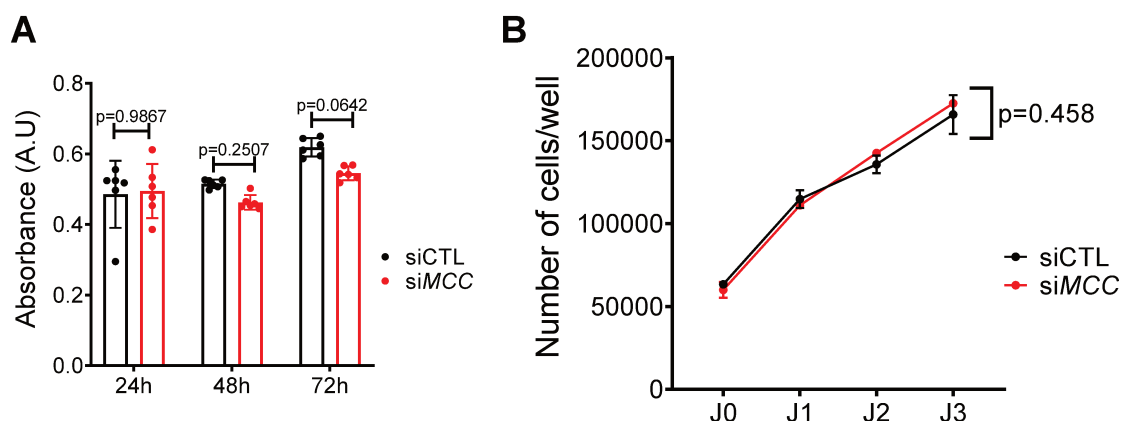 A
Absorbance (A.U)
0.8
0.6
0.4
0.2
0.0
p=0.9867
p=0.2507
p=0.0642
24h
48h
72h
siCTL
siMCC
B
Number of cells/well
200000
150000
100000
50000
0
J0
J1
J2
J3
p=0.458
siCTL
siMCC